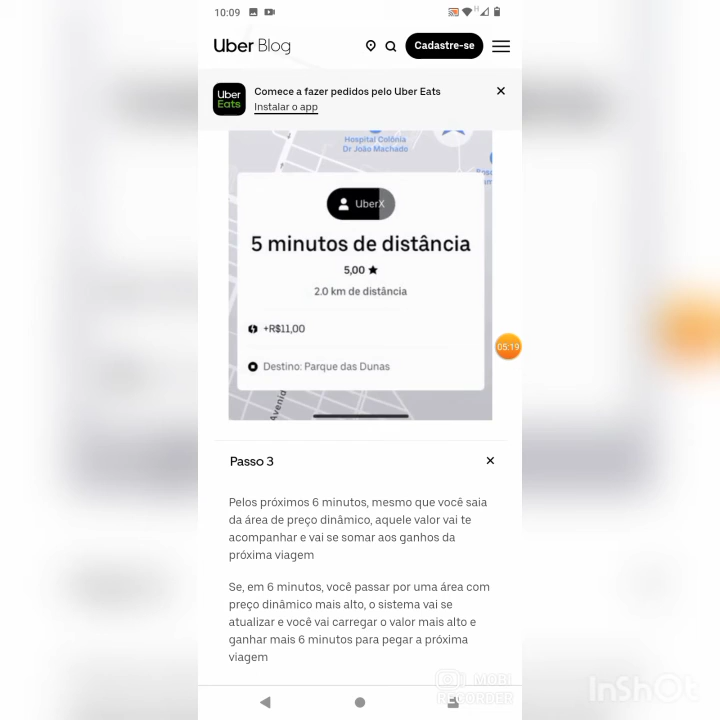 10:09
H
Uber Blog
Cadastre-se
Uber
Eats
Comece a fazer pedidos pelo Uber Eats
Instalar o app
Hospital Colônia
Dr João Machado
UberX
5 minutos de distância
5,00 ★
2.0 km de distância
+R$11,00
05:19
Destino: Parque das Dunas
Avenid
Passo 3
Pelos próximos 6 minutos, mesmo que você saia
da área de preço dinâmico, aquele valor vai te
acompanhar e vai se somar aos ganhos da
próxima viagem
Se, em 6 minutos, você passar por uma área com
preço dinâmico mais alto, o sistema vai se
atualizar e você vai carregar o valor mais alto e
ganhar mais 6 minutos para pegar a próxima
viagem
MOBI
RECORDER
InShOt